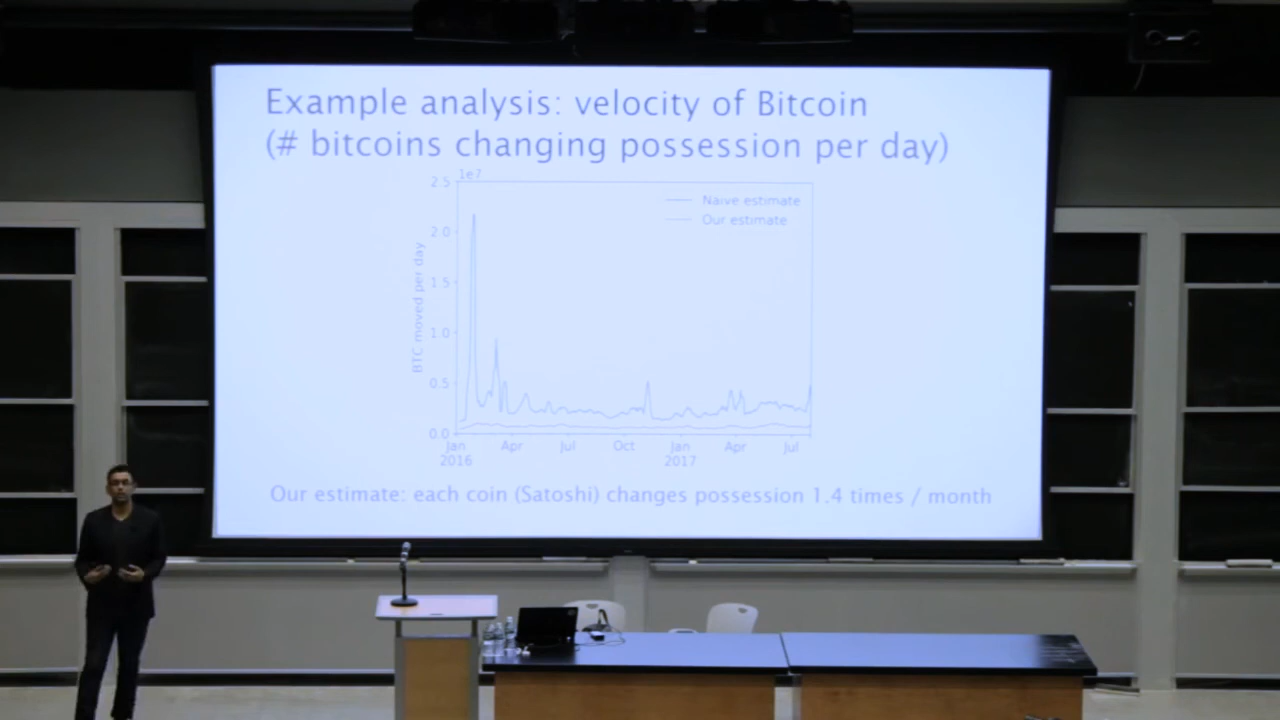 Example analysis: velocity of Bitcoin
(# bitcoins changing possession per day)
1e7
2.5
Naive estimate
Our estimate
2.0
1.5
1.0
0.5
0.0
BTC moved per day
Jan Apr Jul Oct Jan Apr Jul
2016 2017
Our estimate: each coin (Satoshi) changes possession 1.4 times / month